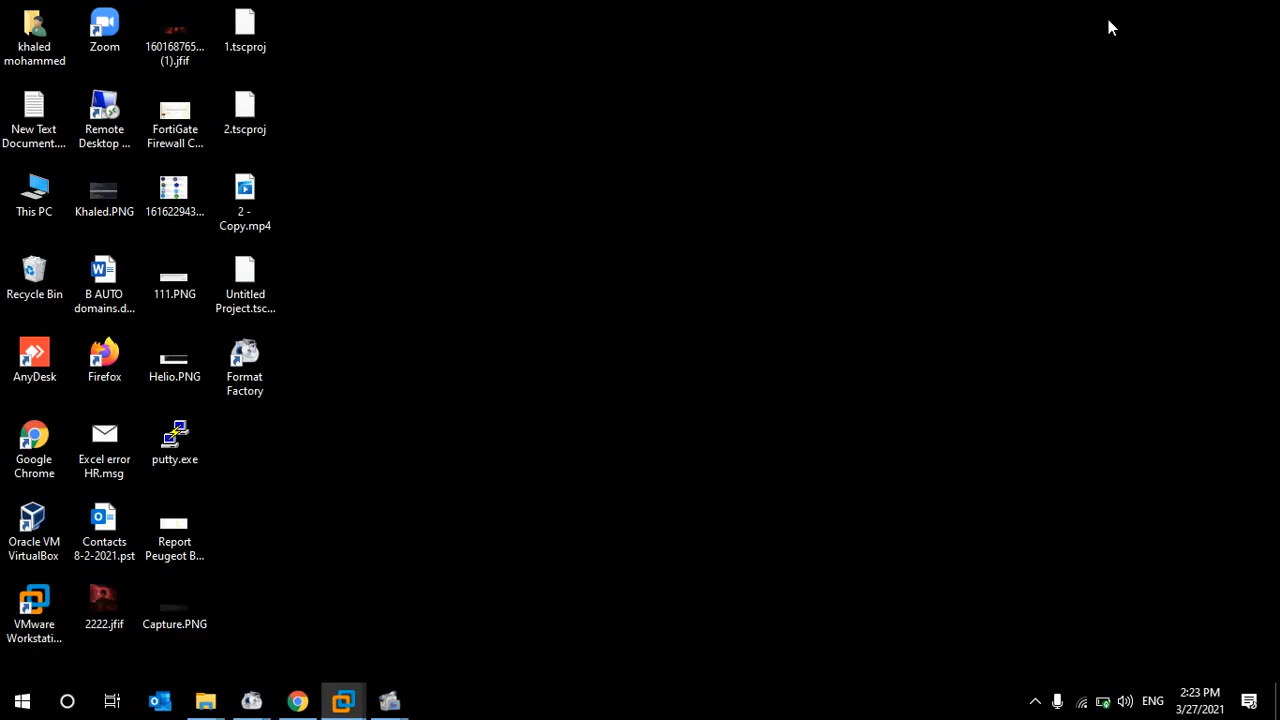 khaled
mohammed
Zoom
160168765...
(1).jfif
1.tscproj
New Text
Document....
Remote
Desktop ...
FortiGate
Firewall C...
2.tscproj
This PC
Khaled.PNG
161622943...
2 -
Copy.mp4
Recycle Bin
B AUTO
domains.d...
111.PNG
Untitled
Project.tsc...
AnyDesk
Firefox
Helio.PNG
Format
Factory
Google
Chrome
Excel error
HR.msg
putty.exe
Oracle VM
VirtualBox
Contacts
8-2-2021.pst
Report
Peugeot B...
VMware
Workstati...
2222.jfif
Capture.PNG
ENG
2:23 PM
3/27/2021